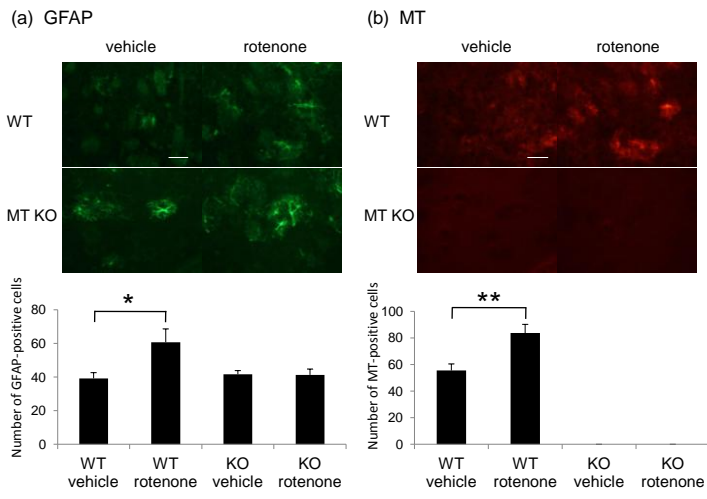 (a) GFAP
vehicle rotenone
WT
MT KO
Number of GFAP-positive cells
80
60
40
20
0
*
WT vehicle
WT rotenone
KO vehicle
KO rotenone
(b) MT
vehicle rotenone
WT
MT KO
Number of MT-positive cells
100
80
60
40
20
0
**
WT vehicle
WT rotenone
KO vehicle
KO rotenone